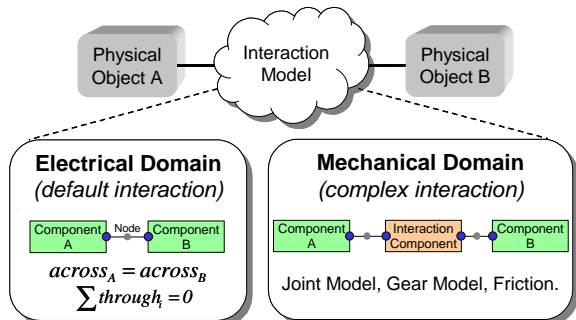 Physical
Object A
Interaction
Model
Physical
Object B
Electrical Domain
(default interaction)
Component
A
Node
Component
B
across_A = across_B
∑ through_i = 0
Mechanical Domain
(complex interaction)
Component
A
Interaction
Component
Component
B
Joint Model, Gear Model, Friction.